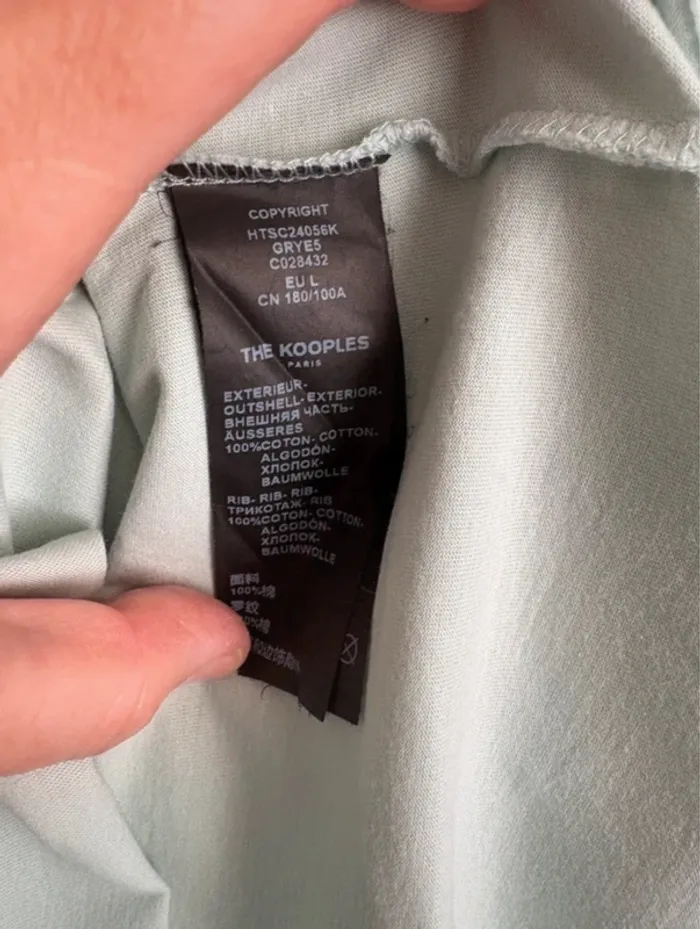 COPYRIGHT
HTSC24056K
GRYE5
C028432
EU L
CN 180/100A
THE KOOPLES
PARIS
EXTERIEUR-
OUTSHELL-EXTERIOR-
ВНЕШНЯЯ ЧАСТЬ-
ÄUSSERES
100%COTON- COTTON-
ALGODÓN-
ХЛОПОК-
BAUMWOLLE
RIB- RIB- RIB-
ТРИКОТАЖ- RIB
100%COTON- COTTON-
ALGODÓN-
ХЛОПОК-
BAUMWOLLE
面料
100%棉
罗纹